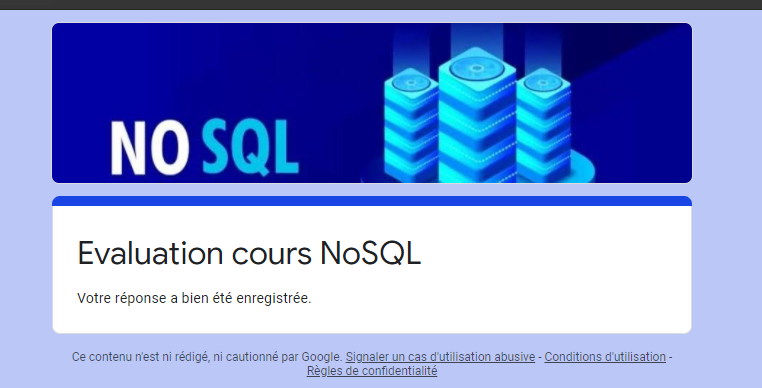 NO SQL
Evaluation cours NoSQL
Votre réponse a bien été enregistrée.
Ce contenu n'est ni rédigé, ni cautionné par Google. Signaler un cas d'utilisation abusive - Conditions d'utilisation -
Règles de confidentialité